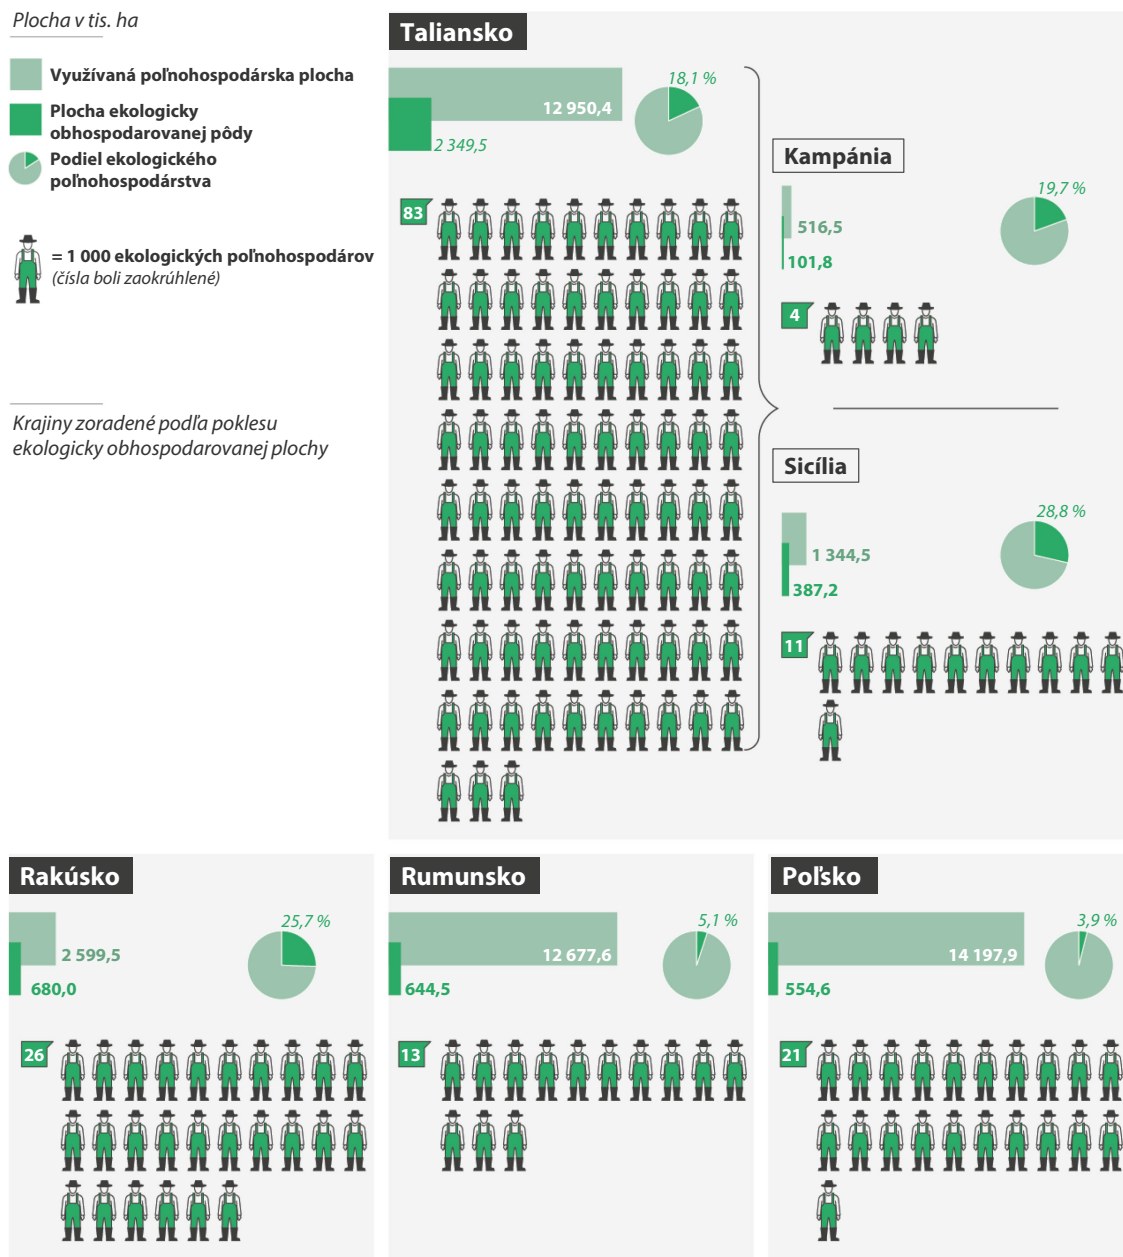 Plocha v tis. ha
Využívaná poľnohospodárska plocha
Plocha ekologicky
obhospodarovanej pôdy
Podiel ekologického
poľnohospodárstva
= 1 000 ekologických poľnohospodárov
(čísla boli zaokrúhlené)
Krajiny zoradené podľa poklesu
ekologicky obhospodarovanej plochy
Taliansko
12 950,4
2 349,5
18,1 %
83
Kampánia
516,5
101,8
19,7 %
4
Sicília
1 344,5
387,2
28,8 %
11
Rakúsko
2 599,5
680,0
25,7 %
26
Rumunsko
12 677,6
644,5
5,1 %
13
Poľsko
14 197,9
554,6
3,9 %
21